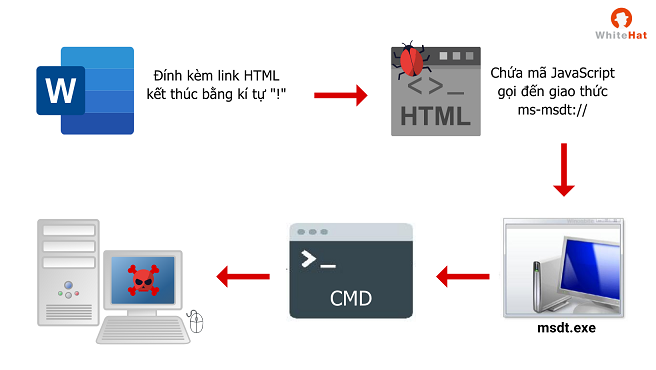 WhiteHat
W
Đính kèm link HTML
kết thúc bằng kí tự "!"
<>_
HTML
Chứa mã JavaScript
gọi đến giao thức
ms-msdt://
>_
CMD
msdt.exe